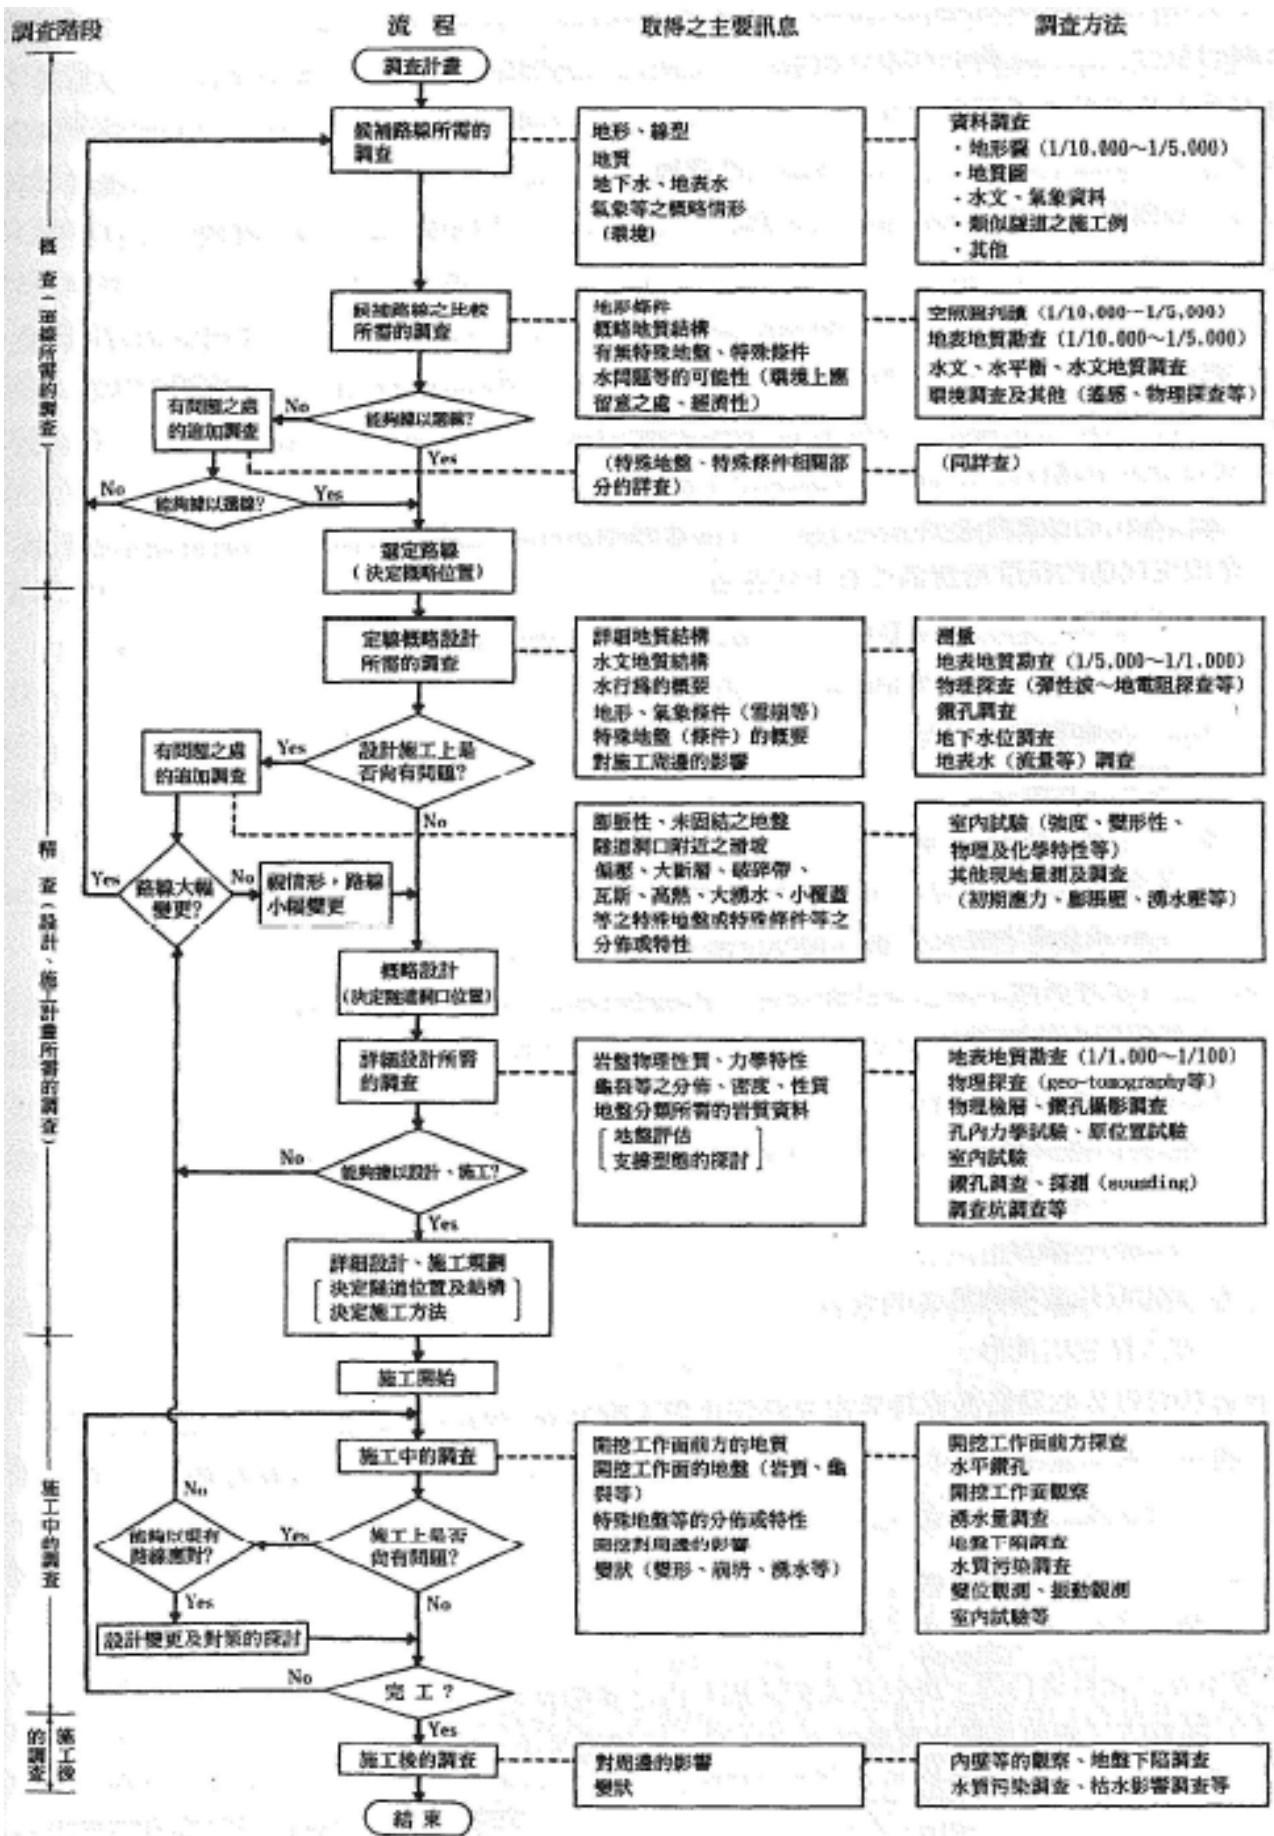 調查階段
流程
取得之主要訊息
調查方法
調查計畫
候補路線所需的
調查
地形、線型
地質
地下水、地表水
氣象等之概略情形
(環境)
資料調查
・地形圖(1/10.000～1/5.000)
・地質圖
・水文、氣象資料
・類似隧道之施工例
・其他
概 查(選線所需的調查)
候補路線之比較
所需的調查
地形條件
概略地質結構
有無特殊地盤、特殊條件
水問題等的可能性(環境上應
留意之處、經濟性)
空照圖判讀(1/10.000～1/5.000)
地表地質勘查(1/10.000～1/5.000)
水文、水平衡、水文地質調查
環境調查及其他(遙感、物理探查等)
有問題之處
的追加調查
No
能夠據以選線?
Yes
(特殊地盤、特殊條件相關部
分的詳查)
(同詳查)
No
能夠據以選線?
Yes
選定路線
(決定概略位置)
定線概略設計
所需的調查
詳細地質結構
水文地質結構
水行為的概要
地形、氣象條件(雪崩等)
特殊地盤(條件)的概要
對施工周邊的影響
測量
地表地質勘查(1/5.000～1/1.000)
物理探查(彈性波～地電阻探查等)
鑽孔調查
地下水位調查
地表水(流量等)調查
有問題之處
的追加調查
Yes
設計施工上是
否尚有問題?
No
膨脹性、未固結之地盤
隧道洞口附近之滑坡
偏壓、大斷層、破碎帶、
瓦斯、高熱、大湧水、小覆蓋
等之特殊地盤或特殊條件等之
分佈或特性
室內試驗(強度、變形性、
物理及化學特性等)
其他現地量測及調查
(初期應力、膨脹壓、湧水壓等)
精 查(設計、施工計畫所需的調查)
Yes
路線大幅
變更?
No
視情形，路線
小幅變更
概略設計
(決定隧道洞口位置)
詳細設計所需
的調查
岩盤物理性質、力學特性
龜裂等之分佈、密度、性質
地盤分類所需的岩質資料
地盤評估
支撐型態的探討
地表地質勘查(1/1.000～1/100)
物理探查(geo-tomography等)
物理檢層、鑽孔攝影調查
孔內力學試驗、原位置試驗
室內試驗
鑽孔調查、探測(sounding)
調查坑調查等
No
能夠據以設計、施工?
Yes
詳細設計、施工規劃
決定隧道位置及結構
決定施工方法
施工開始
施工中的調查
施工中的調查
開挖工作面前方的地質
開挖工作面的地盤(岩質、龜
裂等)
特殊地盤等的分佈或特性
開挖對周邊的影響
變狀(變形、崩塌、湧水等)
開挖工作面前方探查
水平鑽孔
開挖工作面觀察
湧水量調查
地盤下陷調查
水質污染調查
變位觀測、振動觀測
室內試驗等
No
能夠以現有
路線應對?
Yes
施工上是否
尚有問題?
Yes
No
設計變更及對策的探討
No
完工?
Yes
施工後
的調查
施工後的調查
對周邊的影響
變狀
內壁等的觀察、地盤下陷調查
水質污染調查、枯水影響調查等
結束